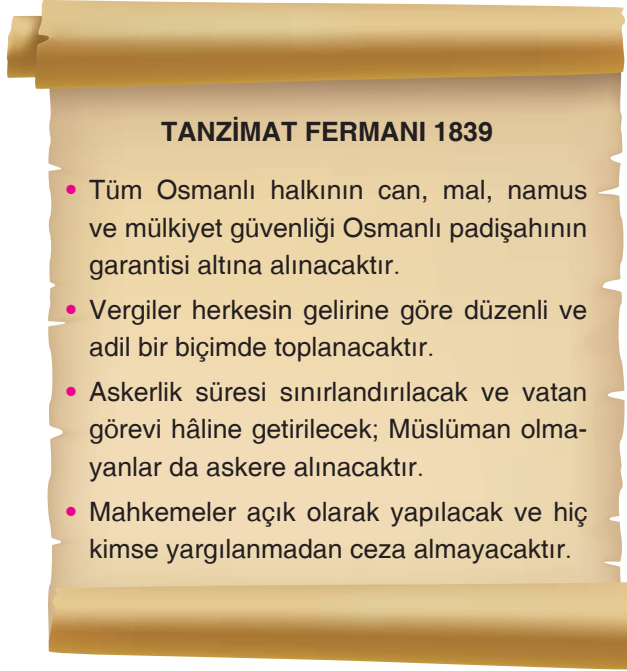 TANZİMAT FERMANI 1839
• Tüm Osmanlı halkının can, mal, namus
ve mülkiyet güvenliği Osmanlı padişahının
garantisi altına alınacaktır.
• Vergiler herkesin gelirine göre düzenli ve
adil bir biçimde toplanacaktır.
• Askerlik süresi sınırlandırılacak ve vatan
görevi hâline getirilecek; Müslüman olma-
yanlar da askere alınacaktır.
• Mahkemeler açık olarak yapılacak ve hiç
kimse yargılanmadan ceza almayacaktır.